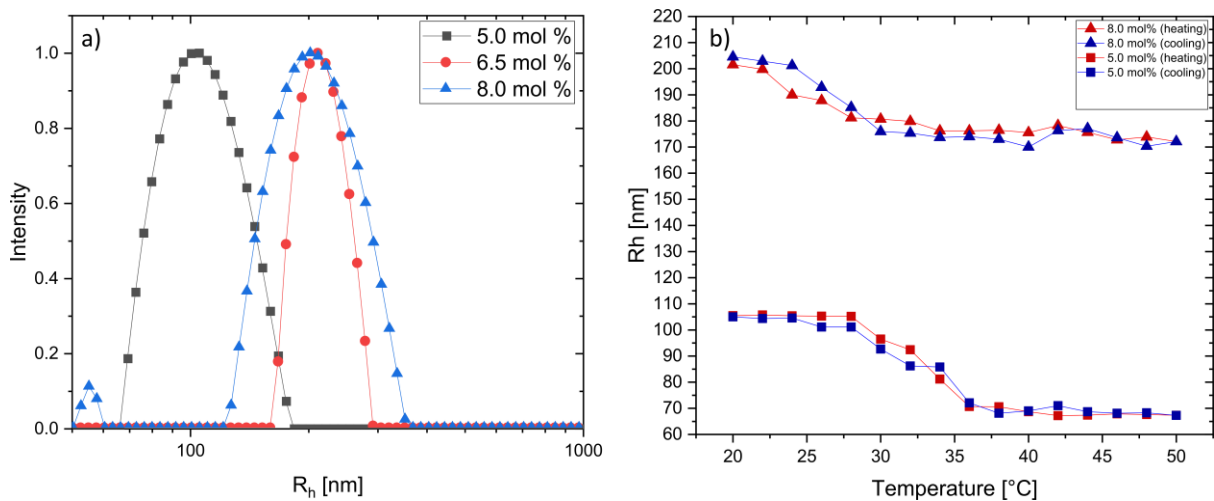 a)
5.0 mol %
6.5 mol %
8.0 mol %
1.0
0.8
0.6
0.4
0.2
0.0
Intensity
100
1000
R_h [nm]
b)
8.0 mol% (heating)
8.0 mol% (cooling)
5.0 mol% (heating)
5.0 mol% (cooling)
220
210
200
190
180
170
160
150
140
130
120
110
100
90
80
70
60
Rh [nm]
20
25
30
35
40
45
50
Temperature [°C]